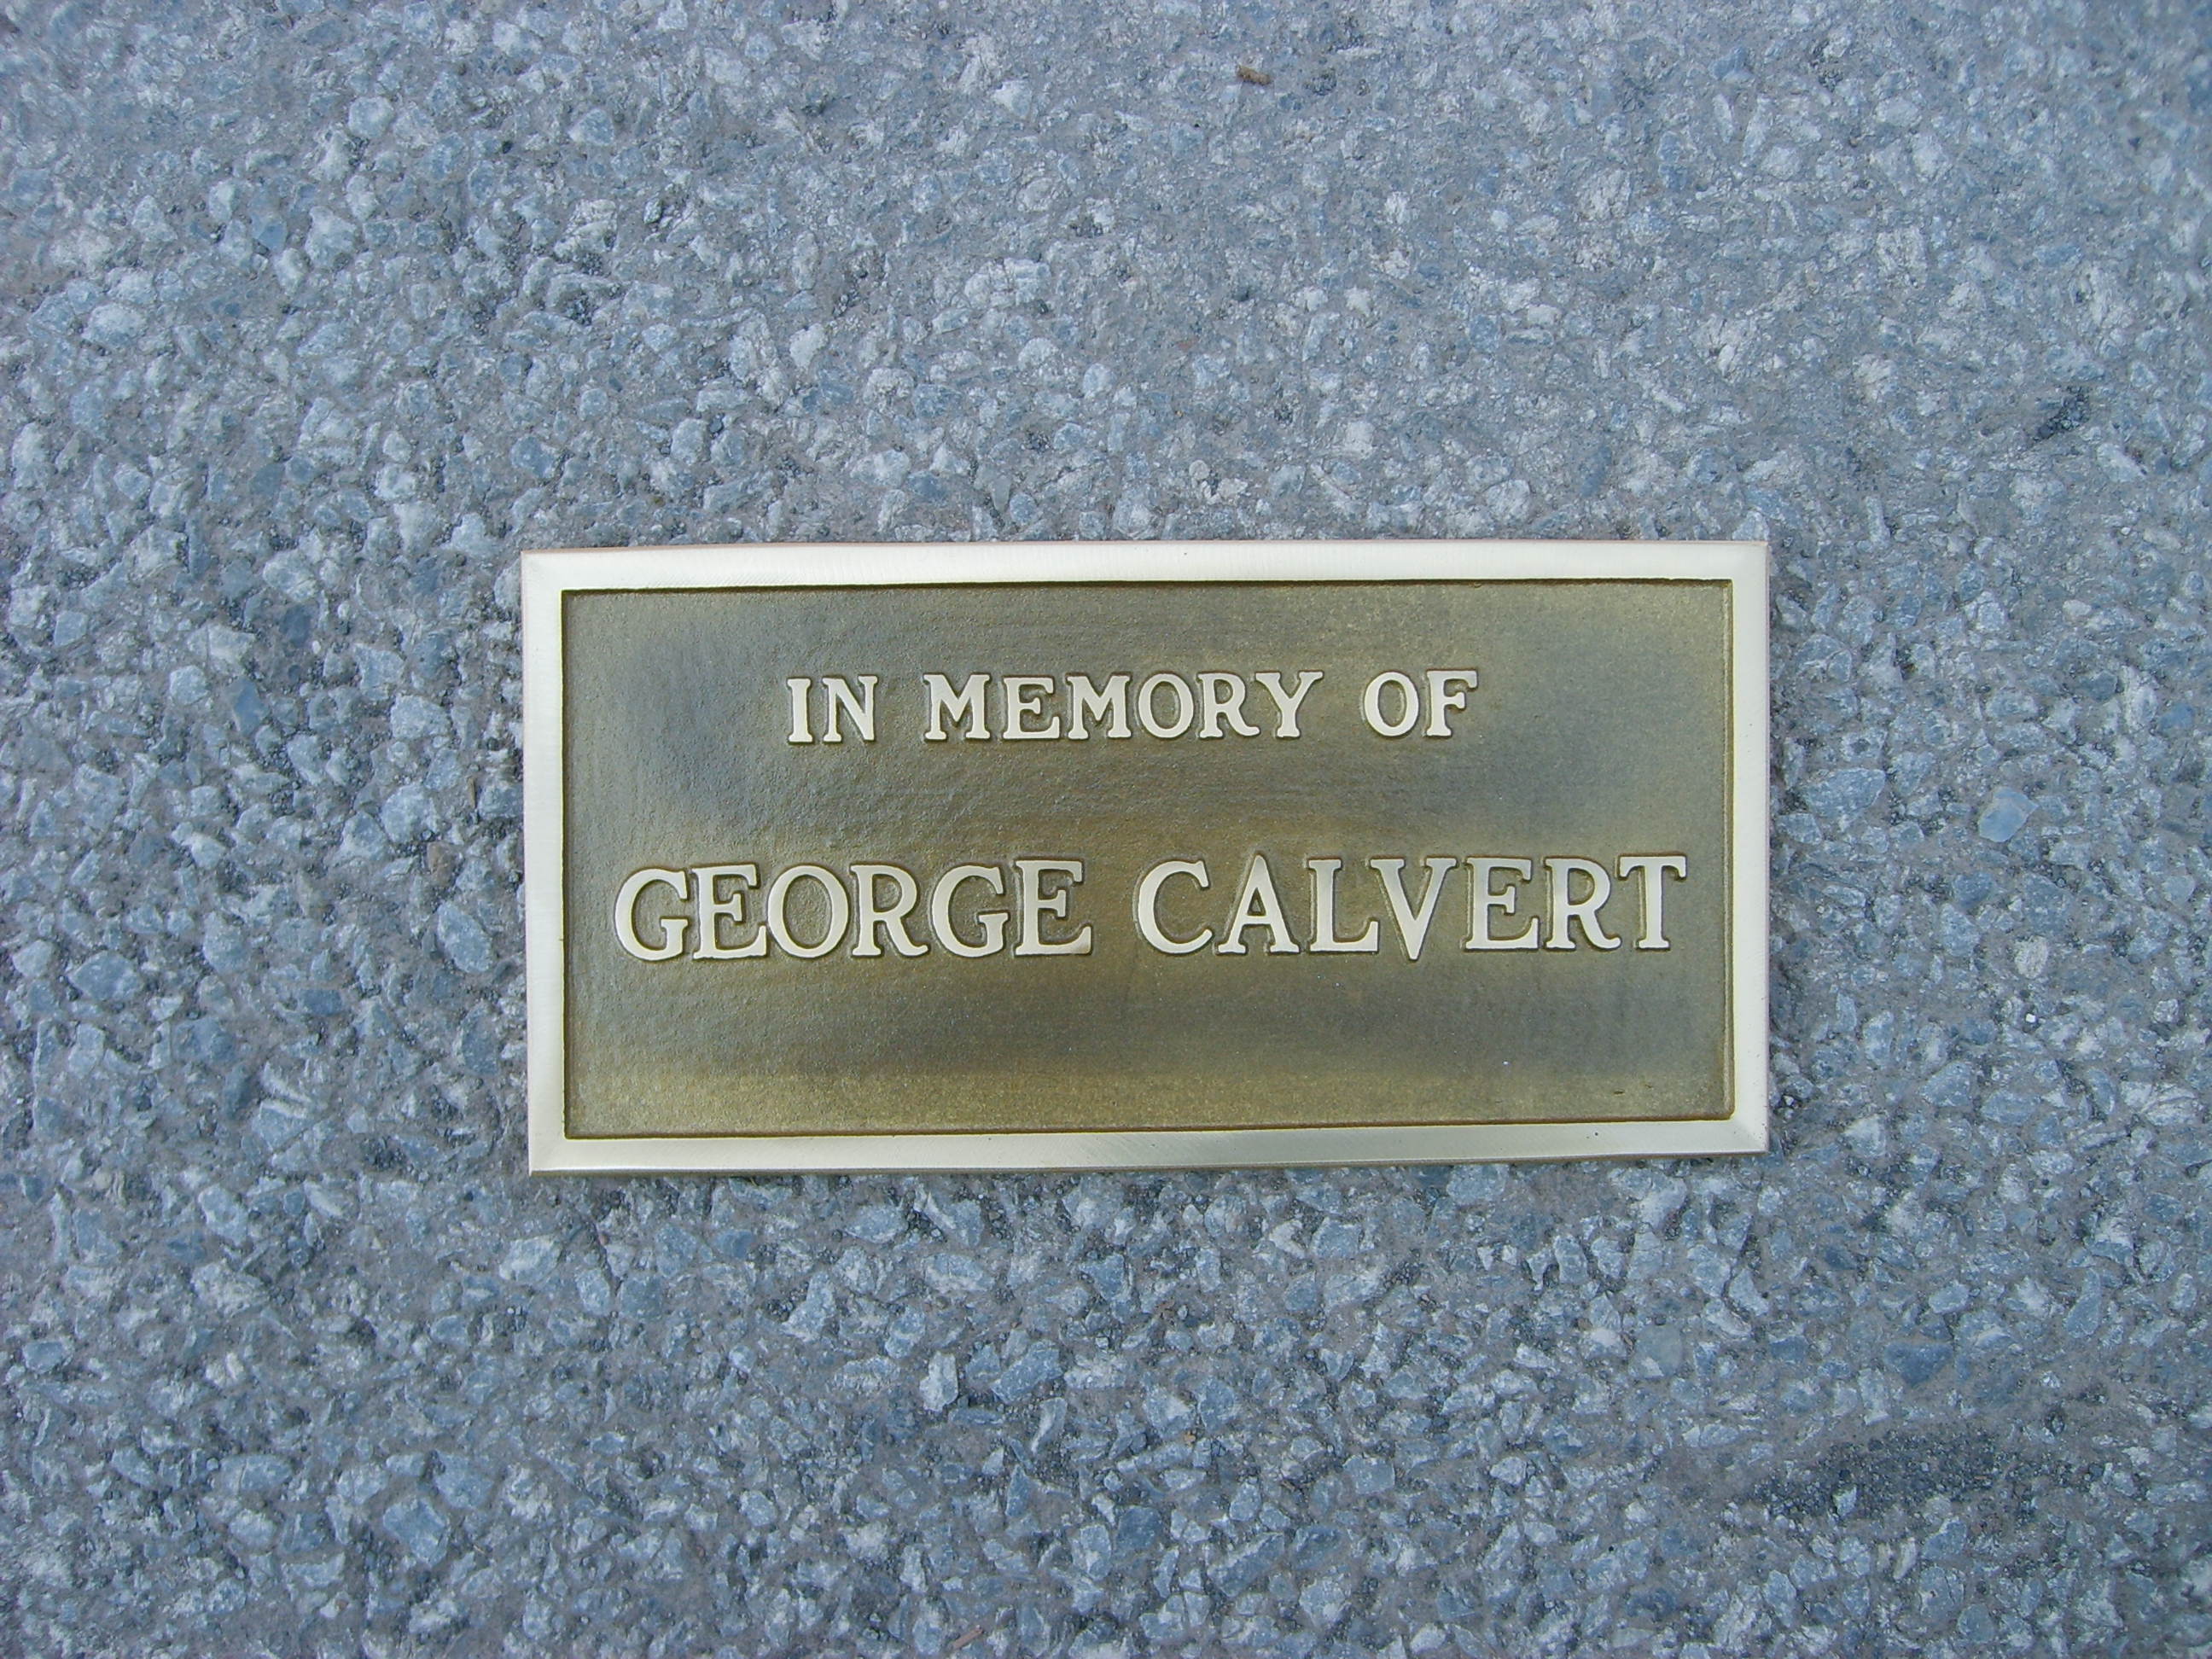 IN MEMORY OF
GEORGE CALVERT